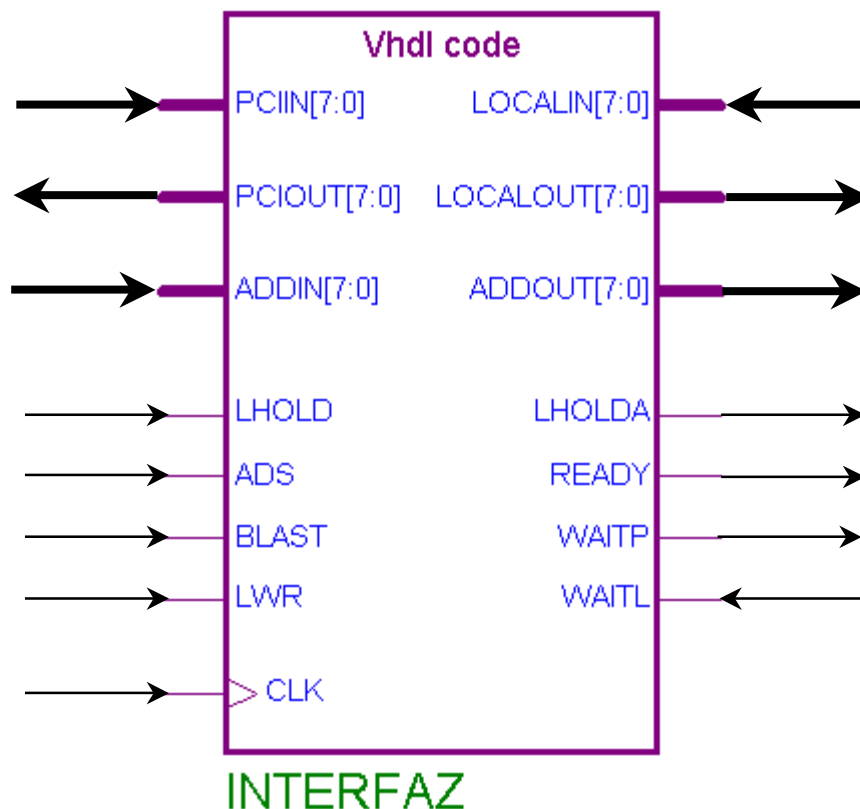 Vhdl code
PCIIN[7:0] LOCALIN[7:0]
PCIOUT[7:0] LOCALOUT[7:0]
ADDIN[7:0] ADDOUT[7:0]
LHOLD LHOLDA
ADS READY
BLAST WAITP
LWR WAITL
CLK
INTERFAZ